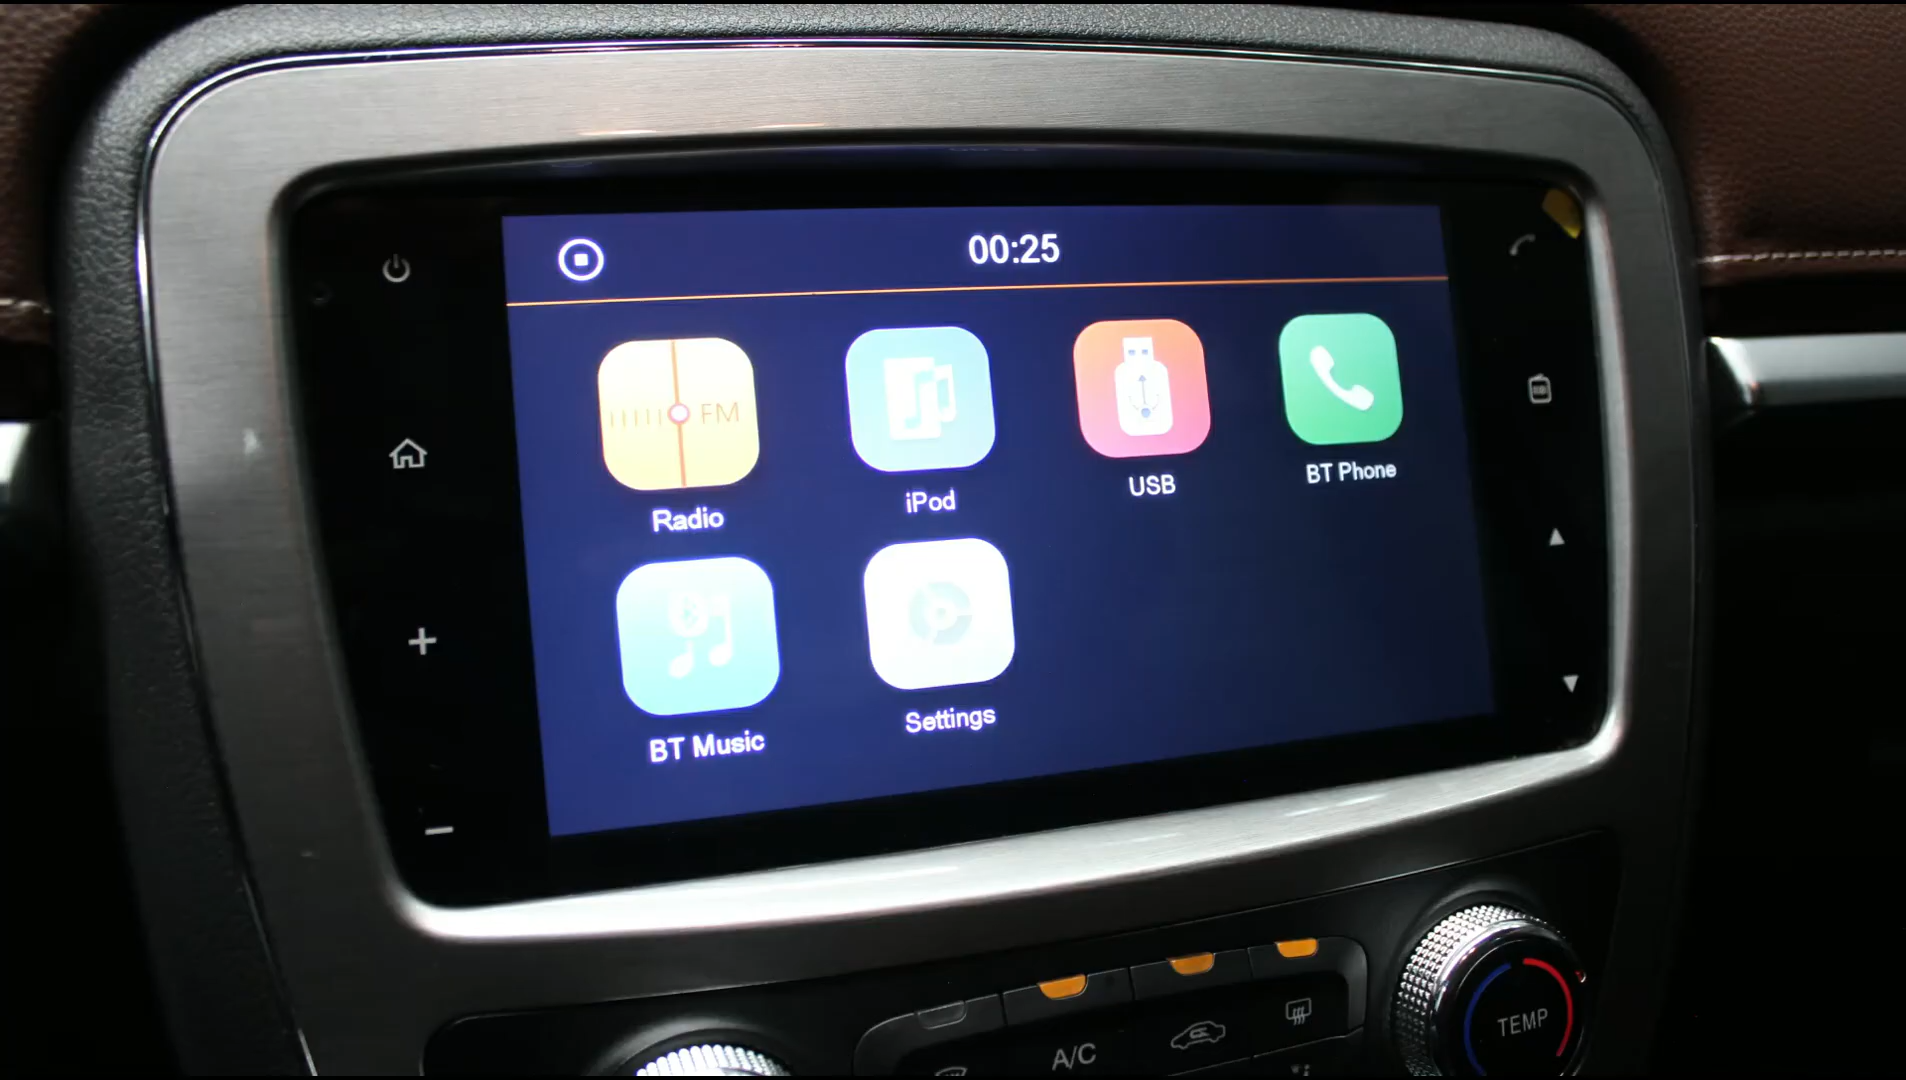 00:25
FM
Radio
iPod
USB
BT Phone
BT Music
Settings
A/C
TEMP